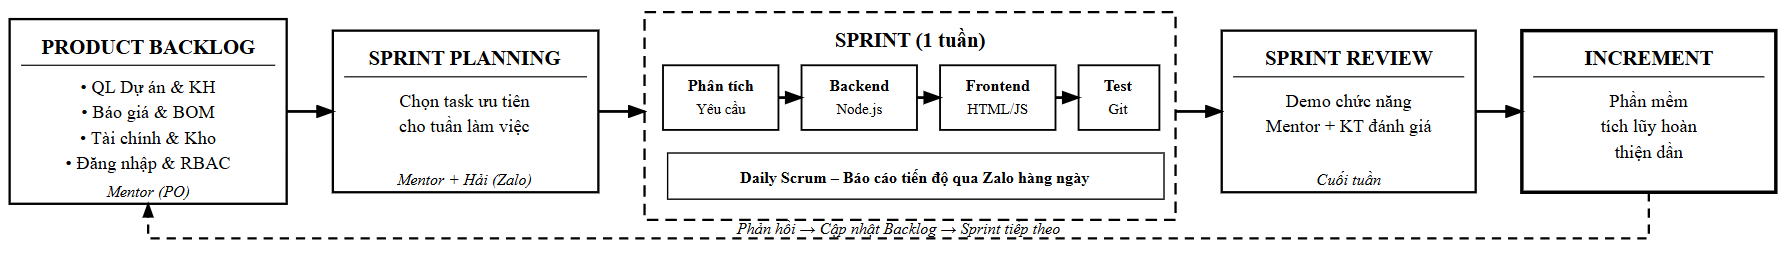 PRODUCT BACKLOG
• QL Dự án & KH
• Báo giá & BOM
• Tài chính & Kho
• Đăng nhập & RBAC
Mentor (PO)
SPRINT PLANNING
Chọn task ưu tiên
cho tuần làm việc
Mentor + Hải (Zalo)
SPRINT (1 tuần)
Phân tích
Yêu cầu
Backend
Node.js
Frontend
HTML/JS
Test
Git
Daily Scrum – Báo cáo tiến độ qua Zalo hàng ngày
SPRINT REVIEW
Demo chức năng
Mentor + KT đánh giá
Cuối tuần
INCREMENT
Phần mềm
tích lũy hoàn
thiện dần
Phản hồi → Cập nhật Backlog → Sprint tiếp theo